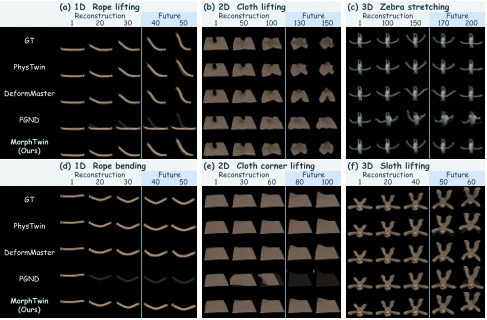 (a) 1D Rope lifting
Reconstruction Future
1 20 30 40 50
(b) 2D Cloth lifting
Reconstruction Future
1 50 100 130 150
(c) 3D Zebra stretching
Reconstruction Future
1 100 150 170 200
GT
PhysTwin
DeformMaster
PGND
MorphTwin
(Ours)
(d) 1D Rope bending
Reconstruction Future
1 20 30 40 50
(e) 2D Cloth corner lifting
Reconstruction Future
1 30 60 80 100
(f) 3D Sloth lifting
Reconstruction Future
1 20 40 50 60
GT
PhysTwin
DeformMaster
PGND
MorphTwin
(Ours)